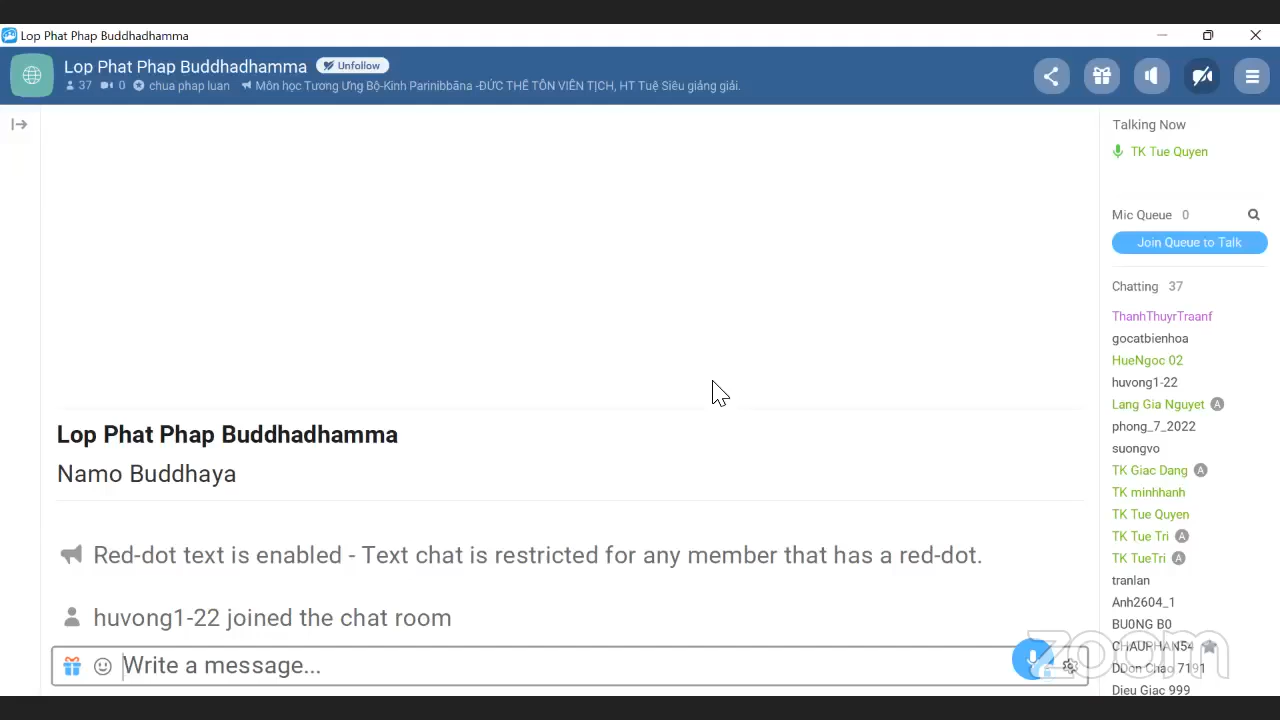 Lop Phat Phap Buddhadhamma
Lop Phat Phap Buddhadhamma Unfollow
37 0 chua phap luan Môn học Tương Ưng Bộ-Kinh Parinibbāna -ĐỨC THẾ TÔN VIÊN TỊCH, HT Tuệ Siêu giảng giải.
Talking Now
TK Tue Quyen
Mic Queue 0
Join Queue to Talk
Chatting 37
ThanhThuyrTraanf
gocatbienhoa
HueNgoc 02
huvong1-22
Lang Gia Nguyet A
phong_7_2022
suongvo
TK Giac Dang A
TK minhhanh
TK Tue Quyen
TK Tue Tri A
TK TueTri A
tranlan
Anh2604_1
BU0NG B0
CHAUPHAN54
DDon Chao 7191
Dieu Giac 999
Lop Phat Phap Buddhadhamma
Namo Buddhaya
Red-dot text is enabled - Text chat is restricted for any member that has a red-dot.
huvong1-22 joined the chat room
Write a message...
zoom